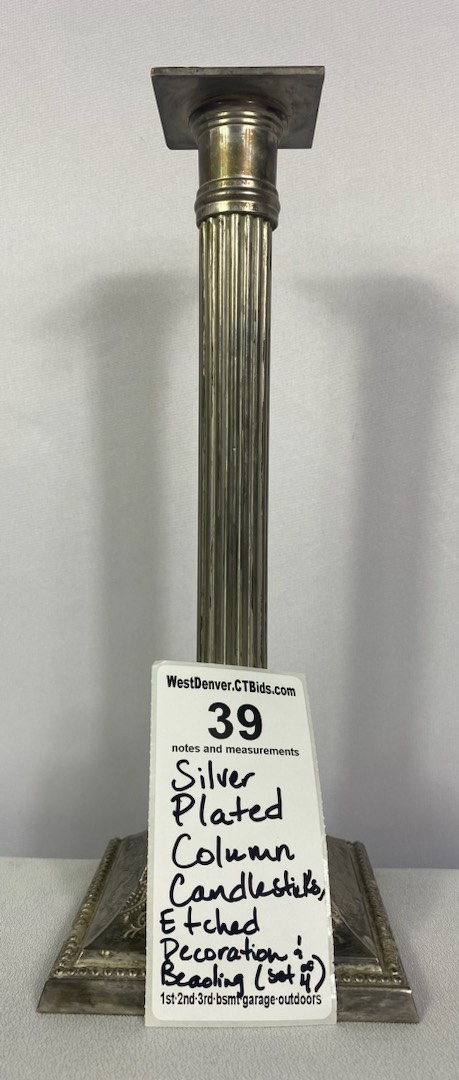 WestDenver.CTBids.com
39
notes and measurements
Silver
Plated
Column
Candlesticks,
Etched
Decoration &
Beading (set of 4)
1st·2nd·3rd·bsmt·garage·outdoors